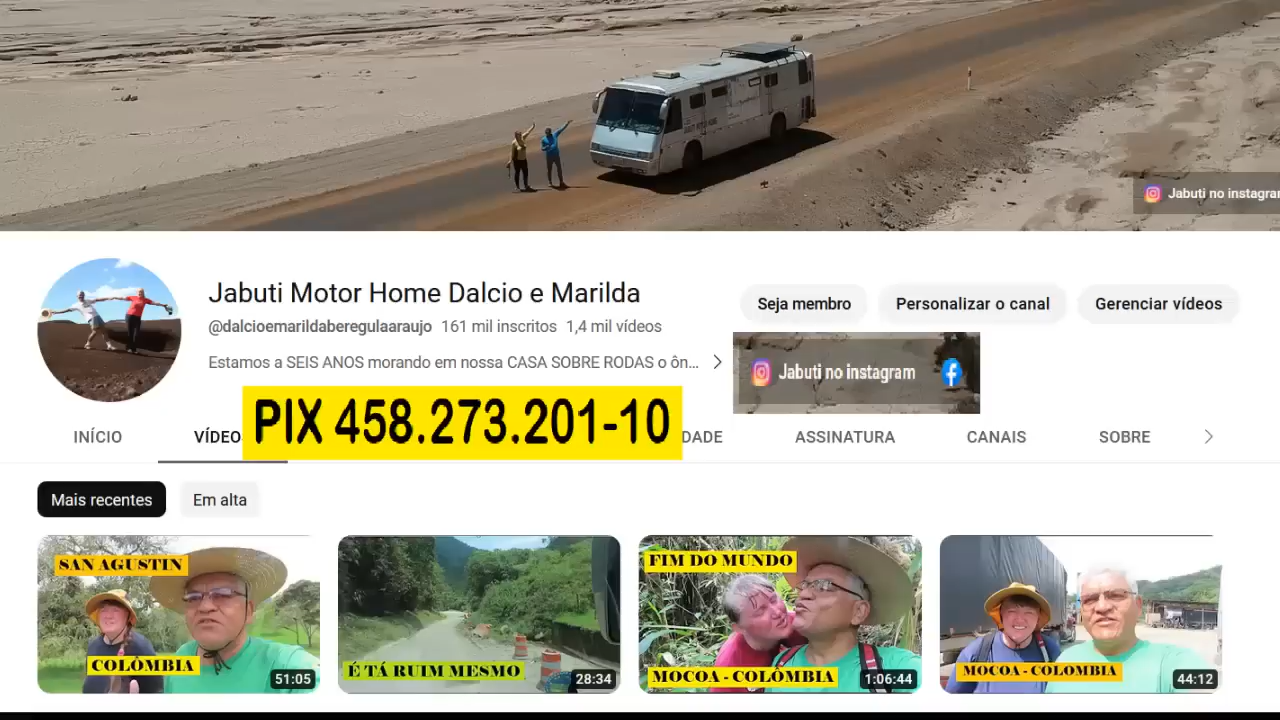 Jabuti no instagram
Jabuti Motor Home Dalcio e Marilda
@dalcioemarildaberegulaaraujo 161 mil inscritos 1,4 mil vídeos
Estamos a SEIS ANOS morando em nossa CASA SOBRE RODAS o ôn...
Seja membro
Personalizar o canal
Gerenciar vídeos
Jabuti no instagram
PIX 458.273.201-10
INÍCIO VÍDEO DADE ASSINATURA CANAIS SOBRE
Mais recentes Em alta
SAN AGUSTIN
COLÔMBIA
51:05
É TÁ RUIM MESMO
28:34
FIM DO MUNDO
MOCOA - COLÔMBIA
1:06:44
MOCOA - COLOMBIA
44:12